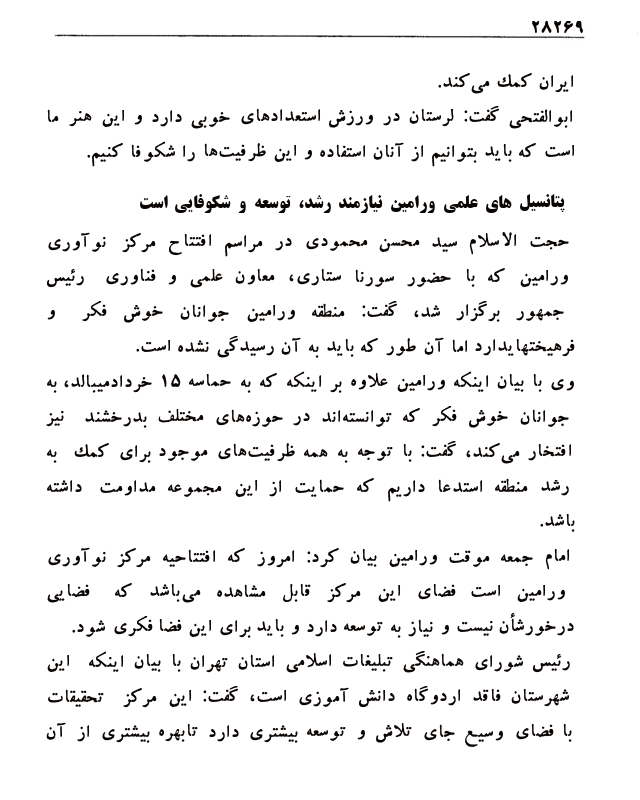 ۲۸۲۶۹
ایران کمك می‌کند.
ابوالفتحی گفت: لرستان در ورزش استعدادهای خوبی دارد و این هنر ما
است که باید بتوانیم از آنان استفاده و این ظرفیت‌ها را شکوفا کنیم.
پتانسیل های علمی ورامین نیازمند رشد، توسعه و شکوفایی است
حجت الاسلام سید محسن محمودی در مراسم افتتاح مرکز نوآوری
ورامین که با حضور سورنا ستاری، معاون علمی و فناوری رئیس
جمهور برگزار شد، گفت: منطقه ورامین جوانان خوش فکر و
فرهیختهایدارد اما آن طور که باید به آن رسیدگی نشده است.
وی با بیان اینکه ورامین علاوه بر اینکه که به حماسه ۱۵ خردادمیبالد، به
جوانان خوش فکر که توانسته‌اند در حوزه‌های مختلف بدرخشند نیز
افتخار می‌کند، گفت: با توجه به همه ظرفیت‌های موجود برای کمك به
رشد منطقه استدعا داریم که حمایت از این مجموعه مداومت داشته
باشد.
امام جمعه موقت ورامین بیان کرد: امروز که افتتاحیه مرکز نوآوری
ورامین است فضای این مرکز قابل مشاهده می‌باشد که فضایی
درخورشأن نیست و نیاز به توسعه دارد و باید برای این فضا فکری شود.
رئیس شورای هماهنگی تبلیغات اسلامی استان تهران با بیان اینکه این
شهرستان فاقد اردوگاه دانش آموزی است، گفت: این مرکز تحقیقات
با فضای وسیع جای تلاش و توسعه بیشتری دارد تابهره بیشتری از آن